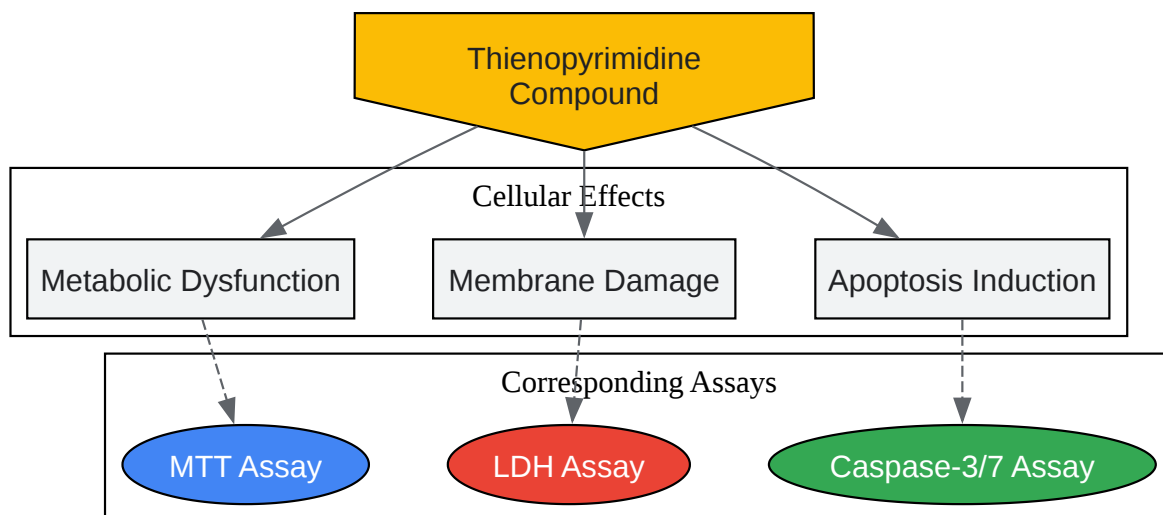 Thienopyrimidine
Compound
Cellular Effects
Metabolic Dysfunction
Membrane Damage
Apoptosis Induction
Corresponding Assays
MTT Assay
LDH Assay
Caspase-3/7 Assay